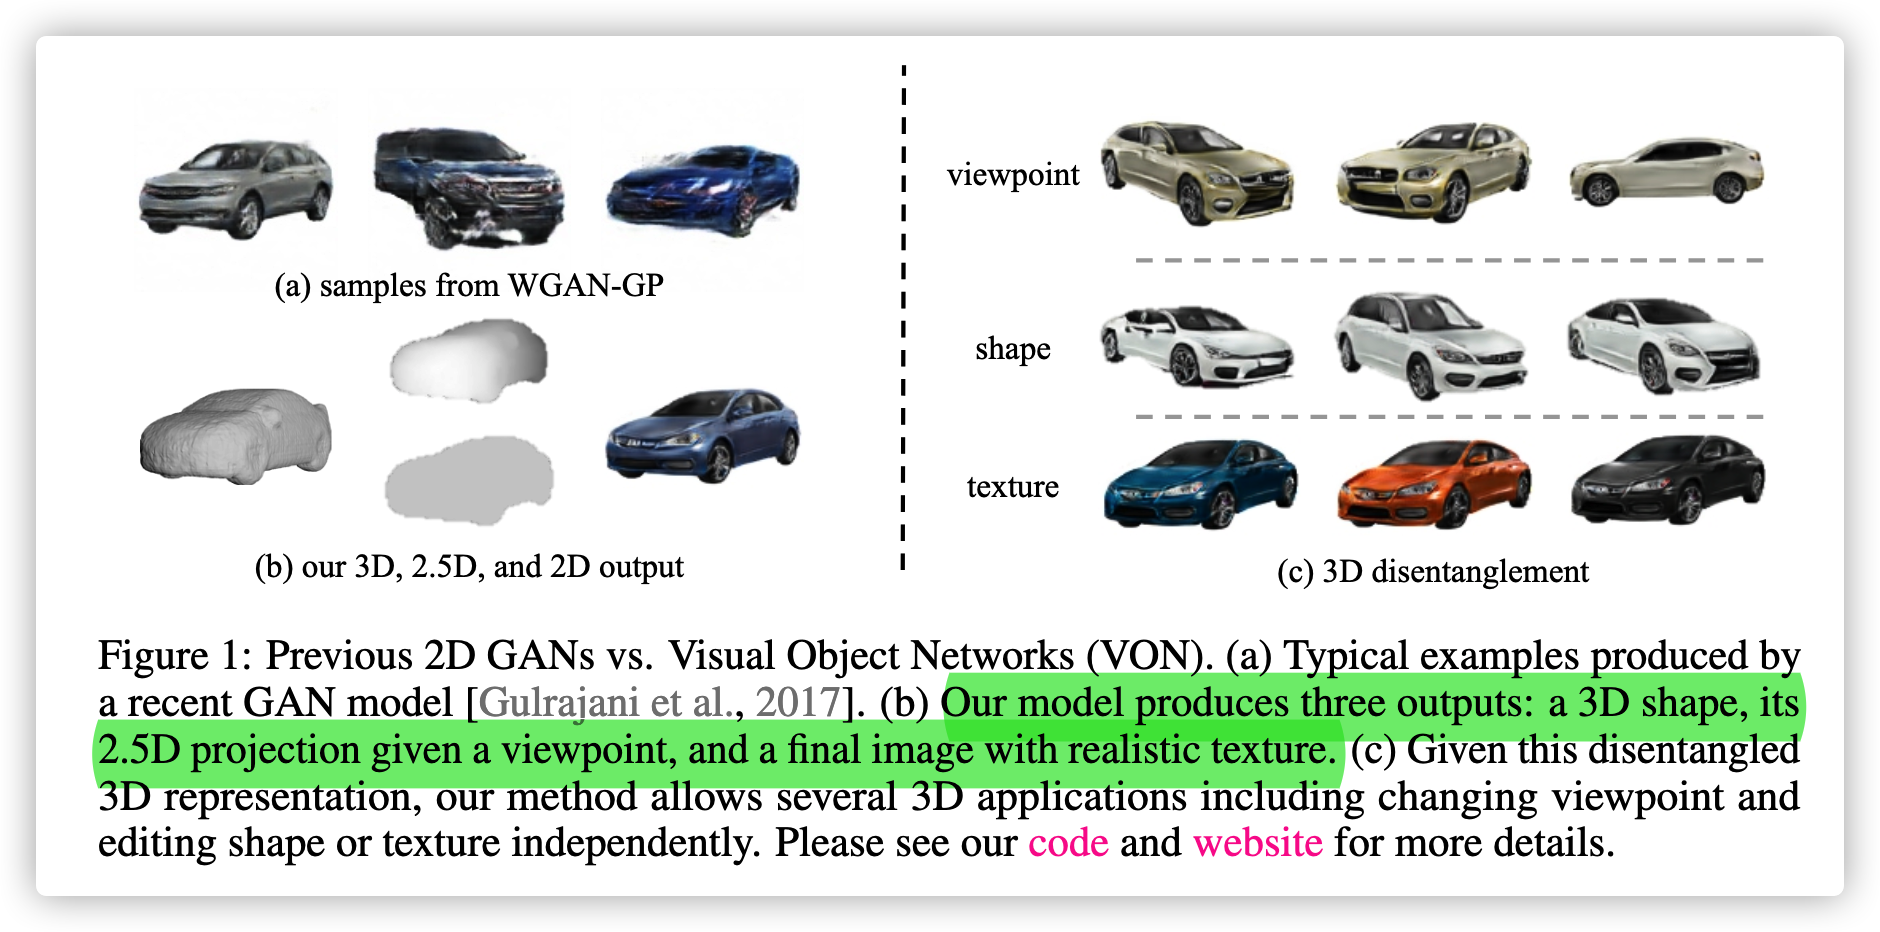 (a) samples from WGAN-GP
(b) our 3D, 2.5D, and 2D output
viewpoint
shape
texture
(c) 3D disentanglement
Figure 1: Previous 2D GANs vs. Visual Object Networks (VON). (a) Typical examples produced by
a recent GAN model [Gulrajani et al., 2017]. (b) Our model produces three outputs: a 3D shape, its
2.5D projection given a viewpoint, and a final image with realistic texture. (c) Given this disentangled
3D representation, our method allows several 3D applications including changing viewpoint and
editing shape or texture independently. Please see our code and website for more details.